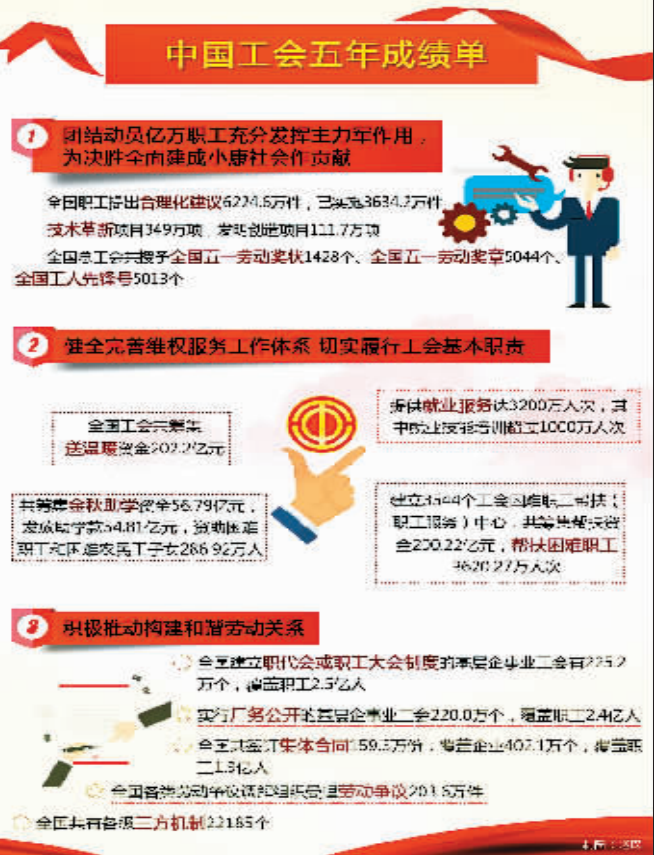 中国工会五年成绩单
1
团结动员亿万职工充分发挥主力军作用，
为决胜全面建成小康社会作贡献
全国职工提出合理化建议6224.6万件，已实施3634.2万件
技术革新项目349万项 发明创造项目111.7万项
全国总工会共授予全国五一劳动奖状1428个、全国五一劳动奖章5044个、
全国工人先锋号5013个
2
健全完善维权服务工作体系 切实履行工会基本职责
全国工会共筹集
送温暖资金202.2亿元
提供就业服务达3200万人次，其
中就业技能培训超过1000万人次
共筹集金秋助学资金56.79亿元，
发放助学款54.81亿元，资助困难
职工和困难农民工子女286.92万人
建立3544个工会困难职工帮扶（
职工服务）中心，共筹集帮扶资
金200.22亿元，帮扶困难职工
3620.27万人次
3
积极推动构建和谐劳动关系
全国建立职代会或职工大会制度的基层企事业工会有225.2
万个，覆盖职工2.5亿人
实行厂务公开的基层企事业工会220.0万个，覆盖职工2.4亿人
全国共签订集体合同159.3万份，覆盖企业402.1万个，覆盖职
工1.9亿人
全国各类劳动争议调解组织受理劳动争议201.6万件
全国共有各级三方机制22185个
制图：